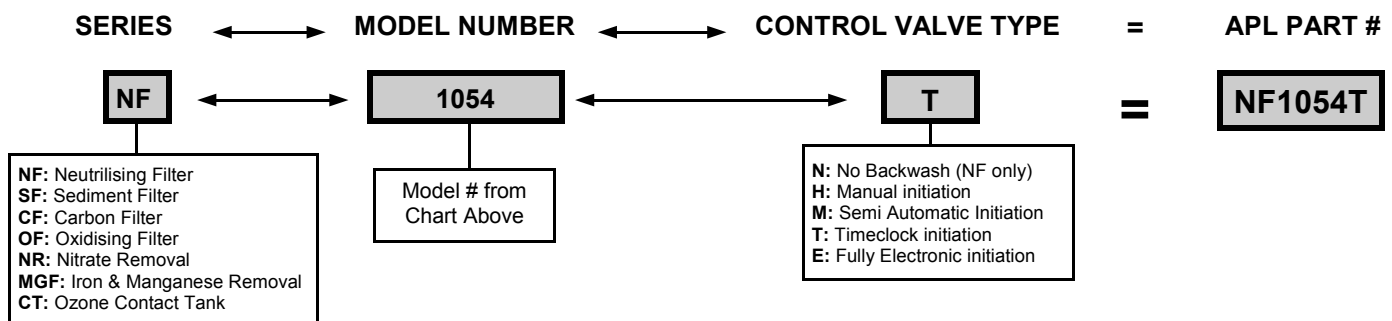 SERIES MODEL NUMBER CONTROL VALVE TYPE = APL PART #
NF 1054 T = NF1054T
NF: Neutrilising Filter
SF: Sediment Filter
CF: Carbon Filter
OF: Oxidising Filter
NR: Nitrate Removal
MGF: Iron & Manganese Removal
CT: Ozone Contact Tank
Model # from
Chart Above
N: No Backwash (NF only)
H: Manual initiation
M: Semi Automatic Initiation
T: Timeclock initiation
E: Fully Electronic initiation